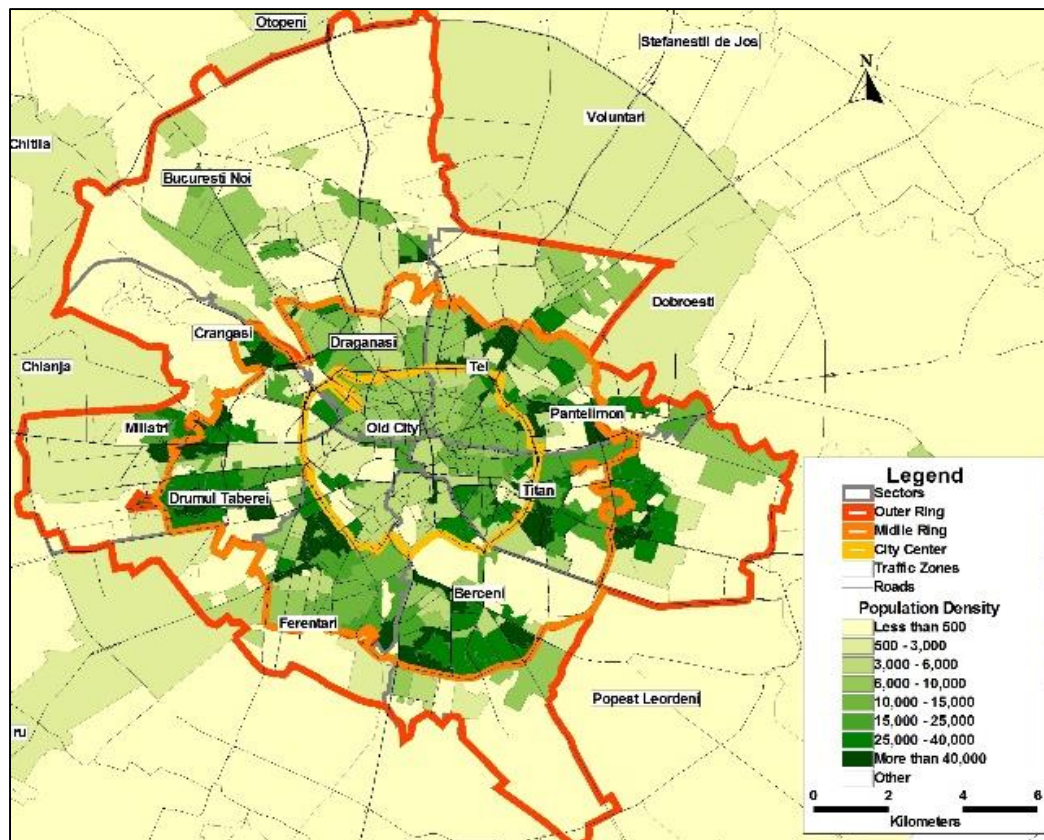 Otopeni
Stefanestii de Jos
N
Voluntari
Chitila
Bucuresti Noi
Dobroesti
Crangasi
Draganasi
Chianja
Tei
Pantelimon
Militari
Old City
Drumul Taberei
Titan
Berceni
Ferentari
Popest Leordeni
ru
Legend
Sectors
Outer Ring
Midlle Ring
City Center
Traffic Zones
Roads
Population Density
Less than 500
500 - 3,000
3,000 - 6,000
6,000 - 10,000
10,000 - 15,000
15,000 - 25,000
25,000 - 40,000
More than 40,000
Other
0 2 4 6
Kilometers